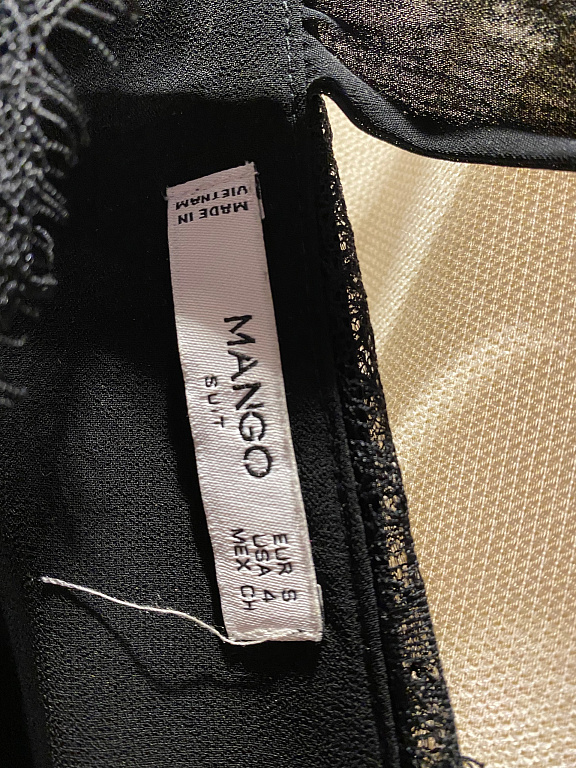 MADE IN
VIETNAM
MANGO
SUIT
EUR S
USA 4
MEX CH